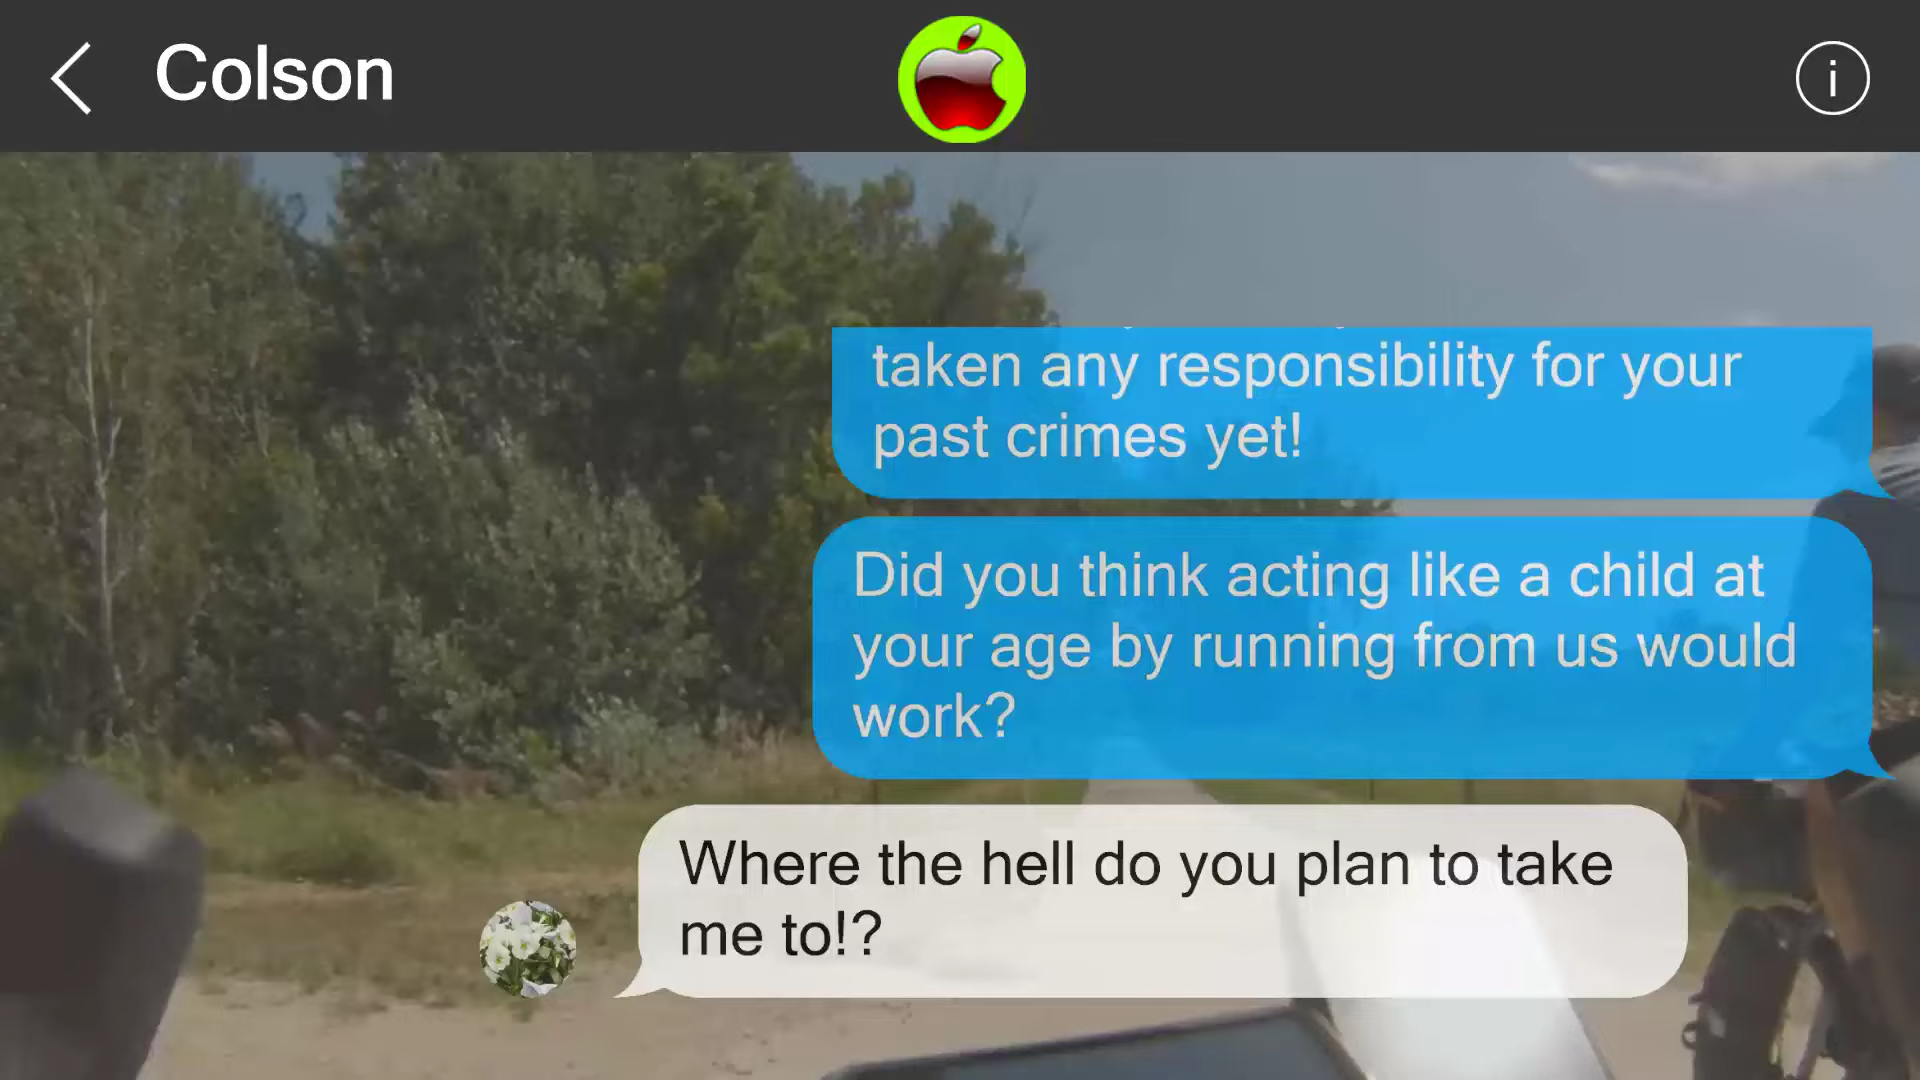 Colson
i
taken any responsibility for your
past crimes yet!
Did you think acting like a child at
your age by running from us would
work?
Where the hell do you plan to take
me to!?